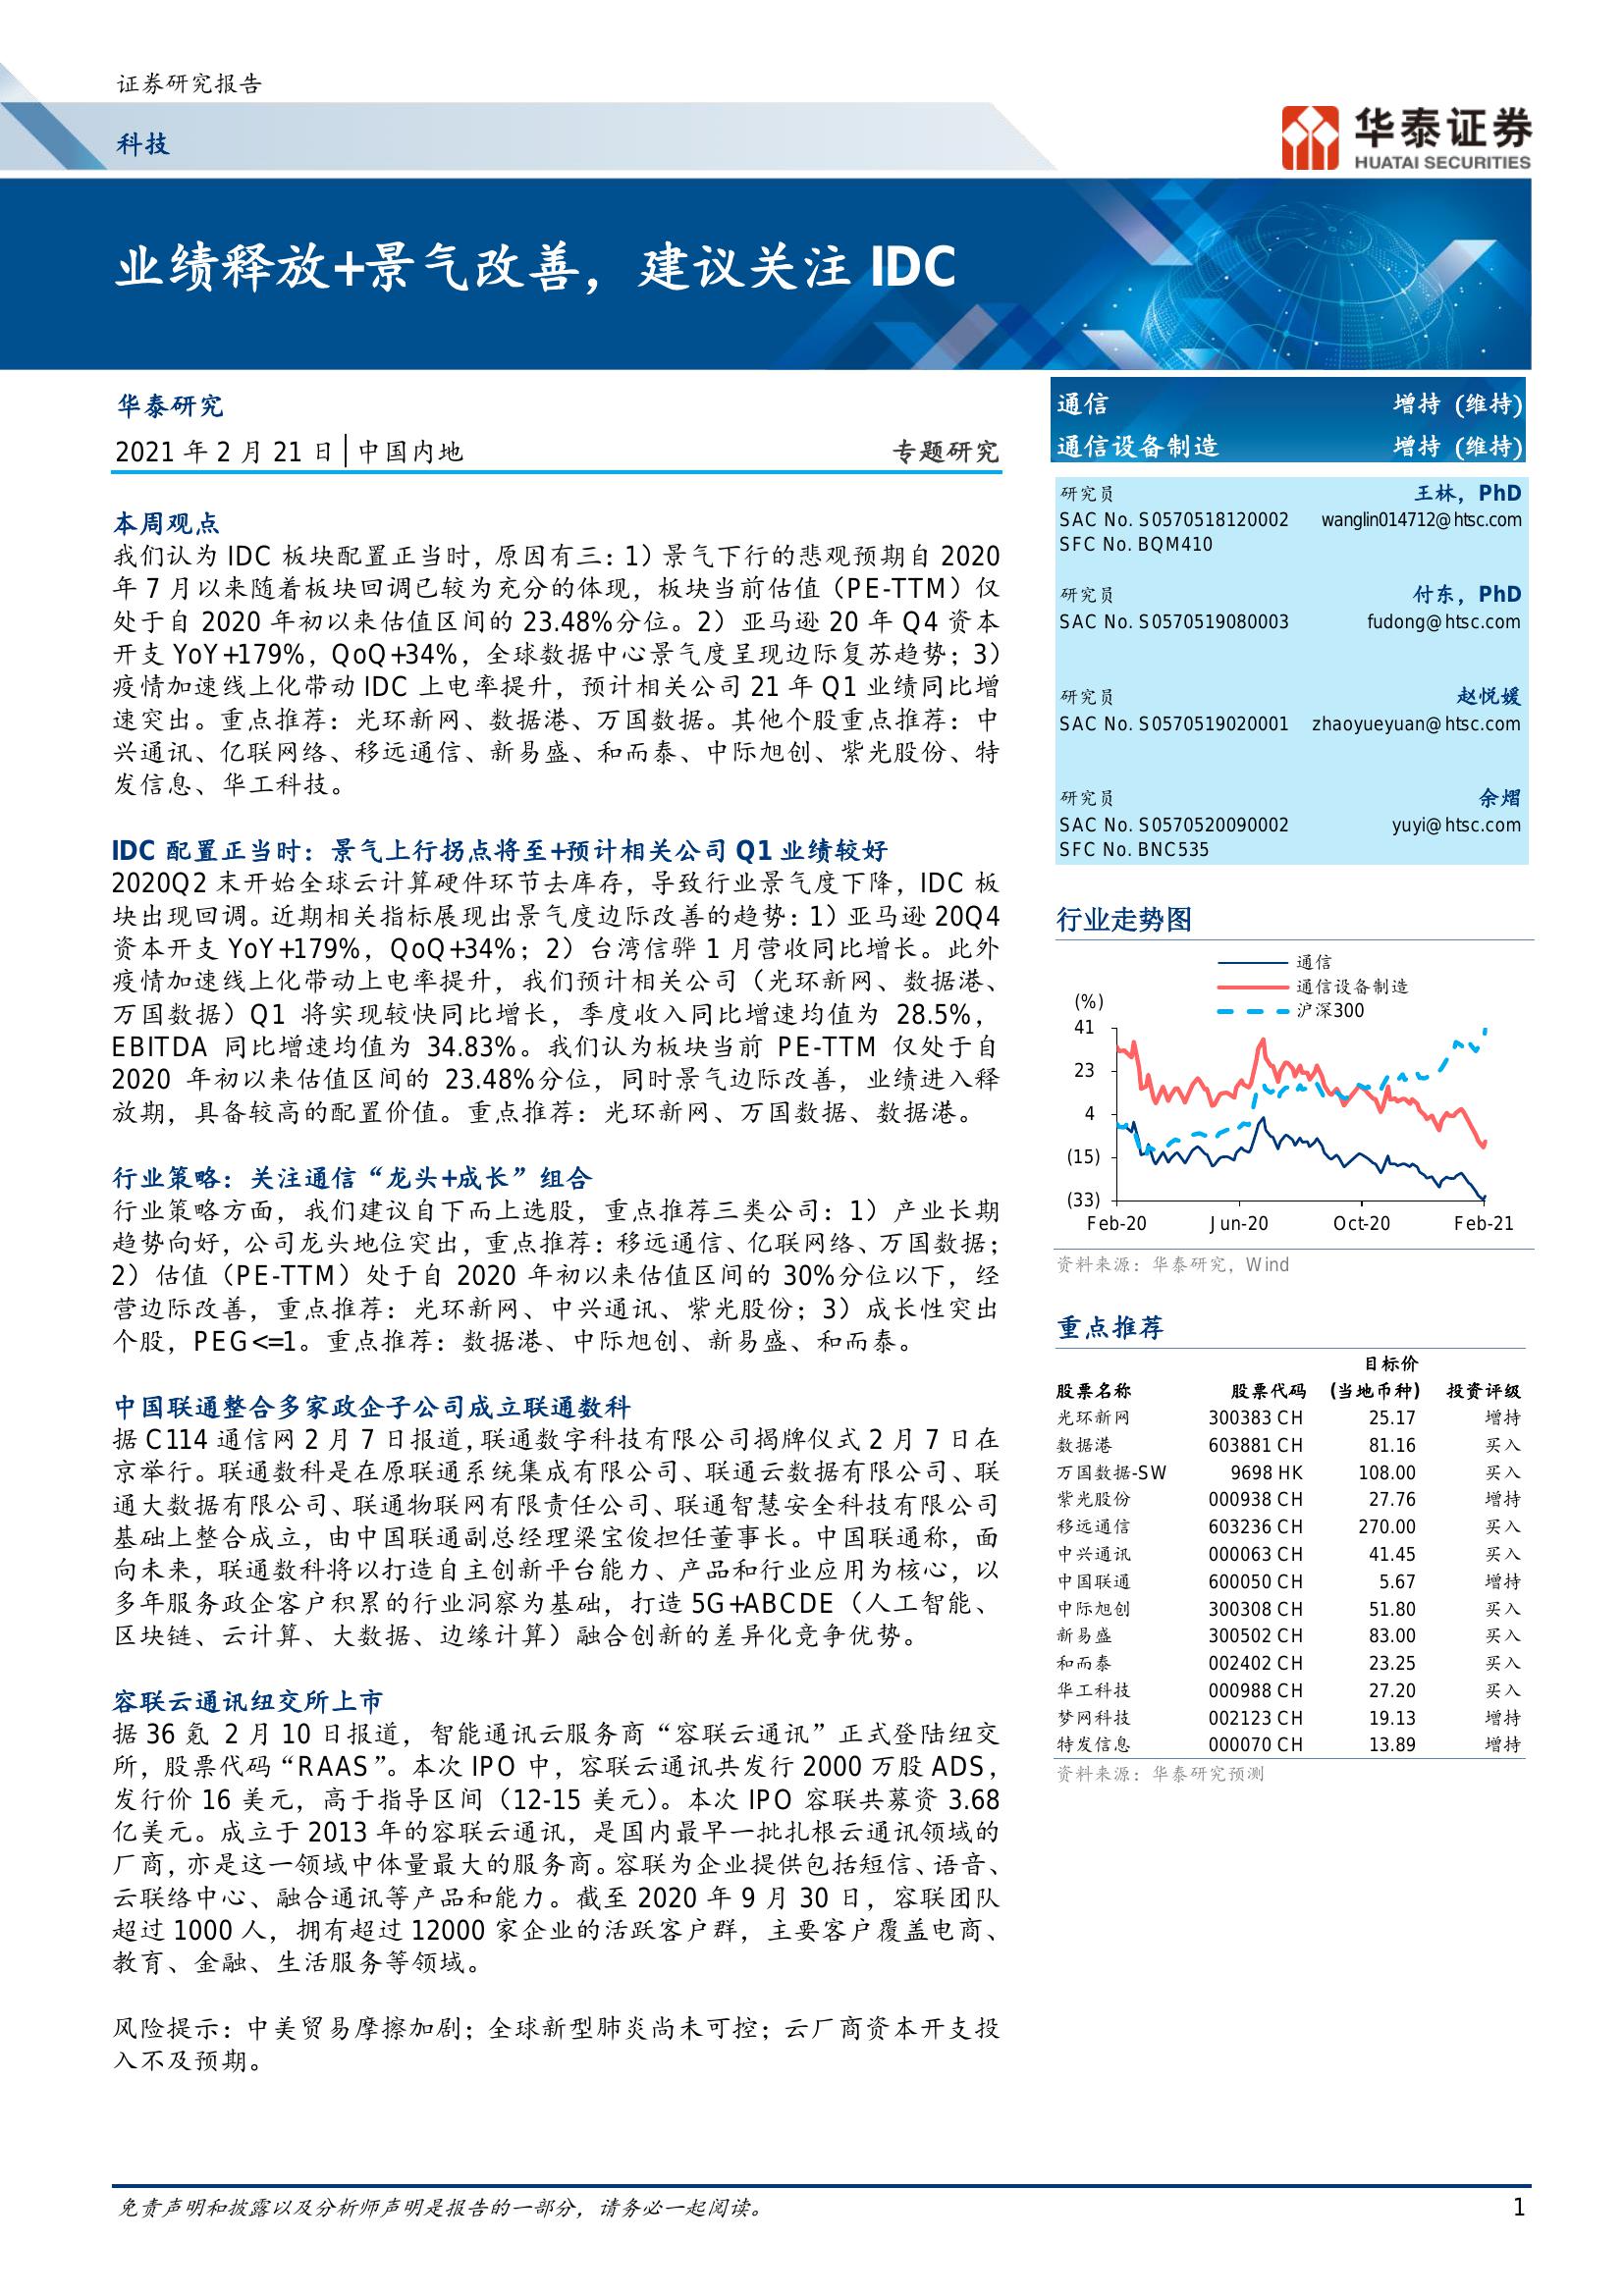 证券研究报告
科技
华泰证券
HUATAI SECURITIES
业绩释放+景气改善，建议关注 IDC
华泰研究
2021 年 2 月 21 日│中国内地
专题研究
本周观点
我们认为 IDC 板块配置正当时，原因有三：1）景气下行的悲观预期自 2020
年 7 月以来随着板块回调已较为充分的体现，板块当前估值（PE-TTM）仅
处于自 2020 年初以来估值区间的 23.48%分位。2）亚马逊 20 年 Q4 资本
开支 YoY+179%，QoQ+34%，全球数据中心景气度呈现边际复苏趋势；3）
疫情加速线上化带动 IDC 上电率提升，预计相关公司 21 年 Q1 业绩同比增
速突出。重点推荐：光环新网、数据港、万国数据。其他个股重点推荐：中
兴通讯、亿联网络、移远通信、新易盛、和而泰、中际旭创、紫光股份、特
发信息、华工科技。
IDC 配置正当时：景气上行拐点将至+预计相关公司 Q1 业绩较好
2020Q2 末开始全球云计算硬件环节去库存，导致行业景气度下降，IDC 板
块出现回调。近期相关指标展现出景气度边际改善的趋势：1）亚马逊 20Q4
资本开支 YoY+179%，QoQ+34%；2）台湾信骅 1 月营收同比增长。此外
疫情加速线上化带动上电率提升，我们预计相关公司（光环新网、数据港、
万国数据）Q1 将实现较快同比增长，季度收入同比增速均值为 28.5%，
EBITDA 同比增速均值为 34.83%。我们认为板块当前 PE-TTM 仅处于自
2020 年初以来估值区间的 23.48%分位，同时景气边际改善，业绩进入释
放期，具备较高的配置价值。重点推荐：光环新网、万国数据、数据港。
行业策略：关注通信“龙头+成长”组合
行业策略方面，我们建议自下而上选股，重点推荐三类公司：1）产业长期
趋势向好，公司龙头地位突出，重点推荐：移远通信、亿联网络、万国数据；
2）估值（PE-TTM）处于自 2020 年初以来估值区间的 30%分位以下，经
营边际改善，重点推荐：光环新网、中兴通讯、紫光股份；3）成长性突出
个股，PEG<=1。重点推荐：数据港、中际旭创、新易盛、和而泰。
中国联通整合多家政企子公司成立联通数科
据 C114 通信网 2 月 7 日报道，联通数字科技有限公司揭牌仪式 2 月 7 日在
京举行。联通数科是在原联通系统集成有限公司、联通云数据有限公司、联
通大数据有限公司、联通物联网有限责任公司、联通智慧安全科技有限公司
基础上整合成立，由中国联通副总经理梁宝俊担任董事长。中国联通称，面
向未来，联通数科将以打造自主创新平台能力、产品和行业应用为核心，以
多年服务政企客户积累的行业洞察为基础，打造 5G+ABCDE（人工智能、
区块链、云计算、大数据、边缘计算）融合创新的差异化竞争优势。
容联云通讯纽交所上市
据 36 氪 2 月 10 日报道，智能通讯云服务商“容联云通讯”正式登陆纽交
所，股票代码“RAAS”。本次 IPO 中，容联云通讯共发行 2000 万股 ADS，
发行价 16 美元，高于指导区间（12-15 美元）。本次 IPO 容联共募资 3.68
亿美元。成立于 2013 年的容联云通讯，是国内最早一批扎根云通讯领域的
厂商，亦是这一领域中体量最大的服务商。容联为企业提供包括短信、语音、
云联络中心、融合通讯等产品和能力。截至 2020 年 9 月 30 日，容联团队
超过 1000 人，拥有超过 12000 家企业的活跃客户群，主要客户覆盖电商、
教育、金融、生活服务等领域。
风险提示：中美贸易摩擦加剧；全球新型肺炎尚未可控；云厂商资本开支投
入不及预期。
通信 增持 (维持)
通信设备制造 增持 (维持)
研究员 王林，PhD
SAC No. S0570518120002 wanglin014712@htsc.com
SFC No. BQM410
研究员 付东，PhD
SAC No. S0570519080003 fudong@htsc.com
研究员 赵悦媛
SAC No. S0570519020001 zhaoyueyuan@htsc.com
研究员 余熠
SAC No. S0570520090002 yuyi@htsc.com
SFC No. BNC535
行业走势图
通信
通信设备制造
沪深300
(%)
41
23
4
(15)
(33)
Feb-20 Jun-20 Oct-20 Feb-21
资料来源：华泰研究，Wind
重点推荐
目标价
股票名称 股票代码 (当地币种) 投资评级
光环新网 300383 CH 25.17 增持
数据港 603881 CH 81.16 买入
万国数据-SW 9698 HK 108.00 买入
紫光股份 000938 CH 27.76 增持
移远通信 603236 CH 270.00 买入
中兴通讯 000063 CH 41.45 买入
中国联通 600050 CH 5.67 增持
中际旭创 300308 CH 51.80 买入
新易盛 300502 CH 83.00 买入
和而泰 002402 CH 23.25 买入
华工科技 000988 CH 27.20 买入
梦网科技 002123 CH 19.13 增持
特发信息 000070 CH 13.89 增持
资料来源：华泰研究预测
免责声明和披露以及分析师声明是报告的一部分，请务必一起阅读。
1